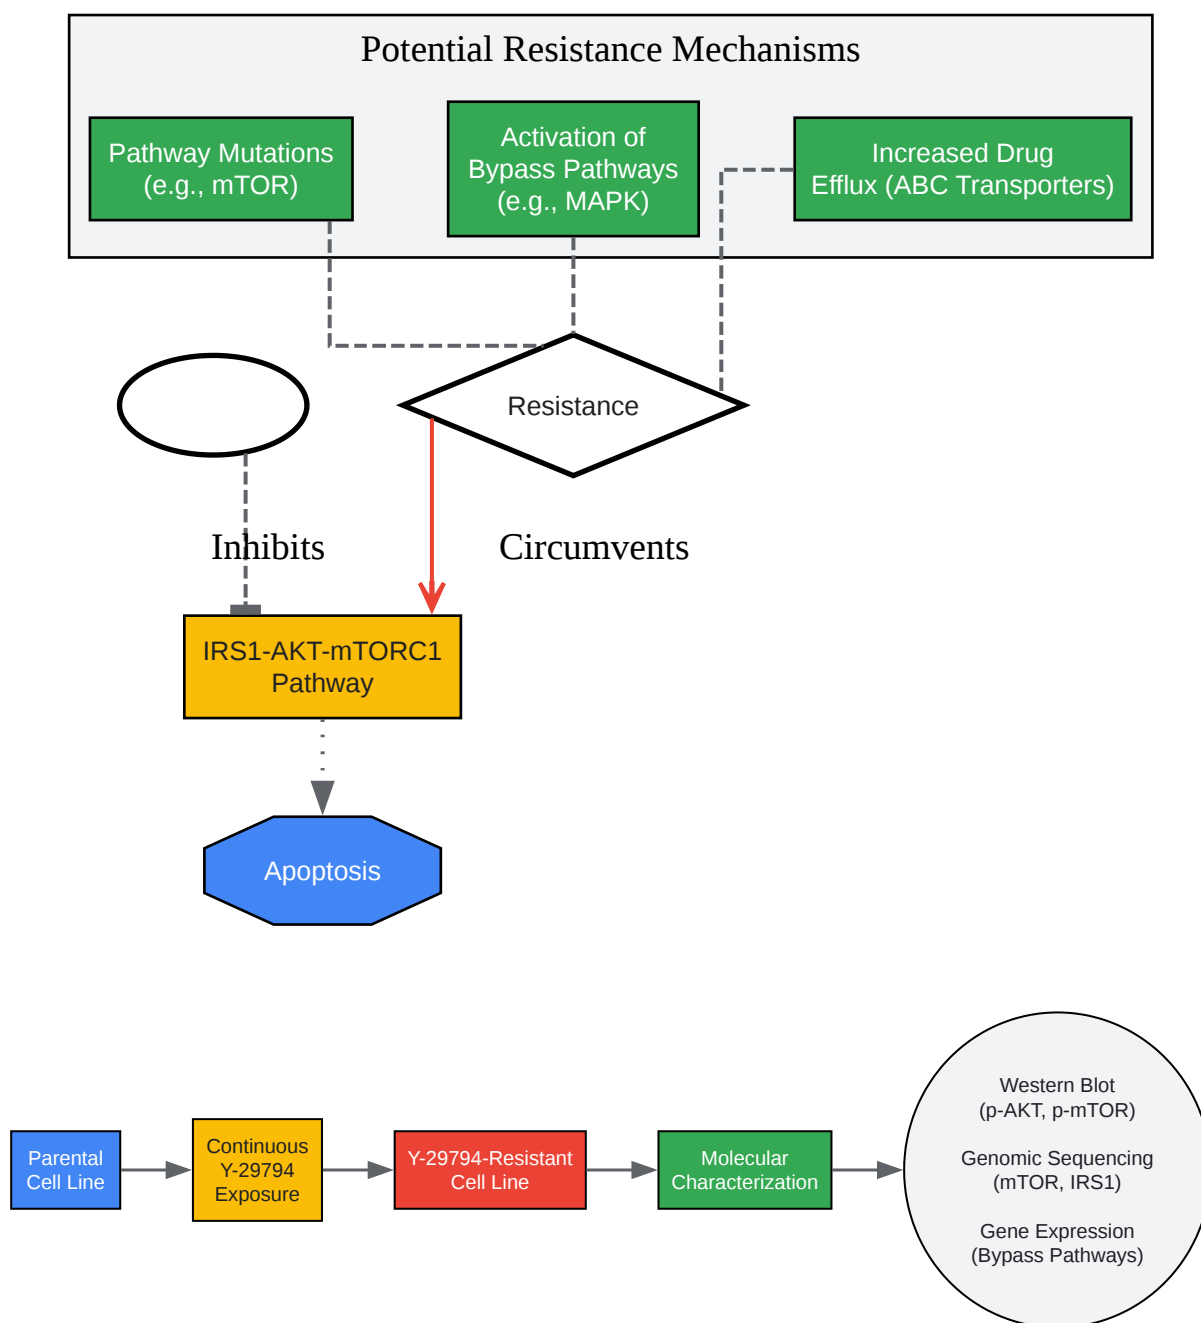 Potential Resistance Mechanisms
Pathway Mutations
(e.g., mTOR)
Activation of
Bypass Pathways
(e.g., MAPK)
Increased Drug
Efflux (ABC Transporters)
Resistance
Inhibits
Circumvents
IRS1-AKT-mTORC1
Pathway
Apoptosis
Parental
Cell Line
Continuous
Y-29794
Exposure
Y-29794-Resistant
Cell Line
Molecular
Characterization
Western Blot
(p-AKT, p-mTOR)
Genomic Sequencing
(mTOR, IRS1)
Gene Expression
(Bypass Pathways)